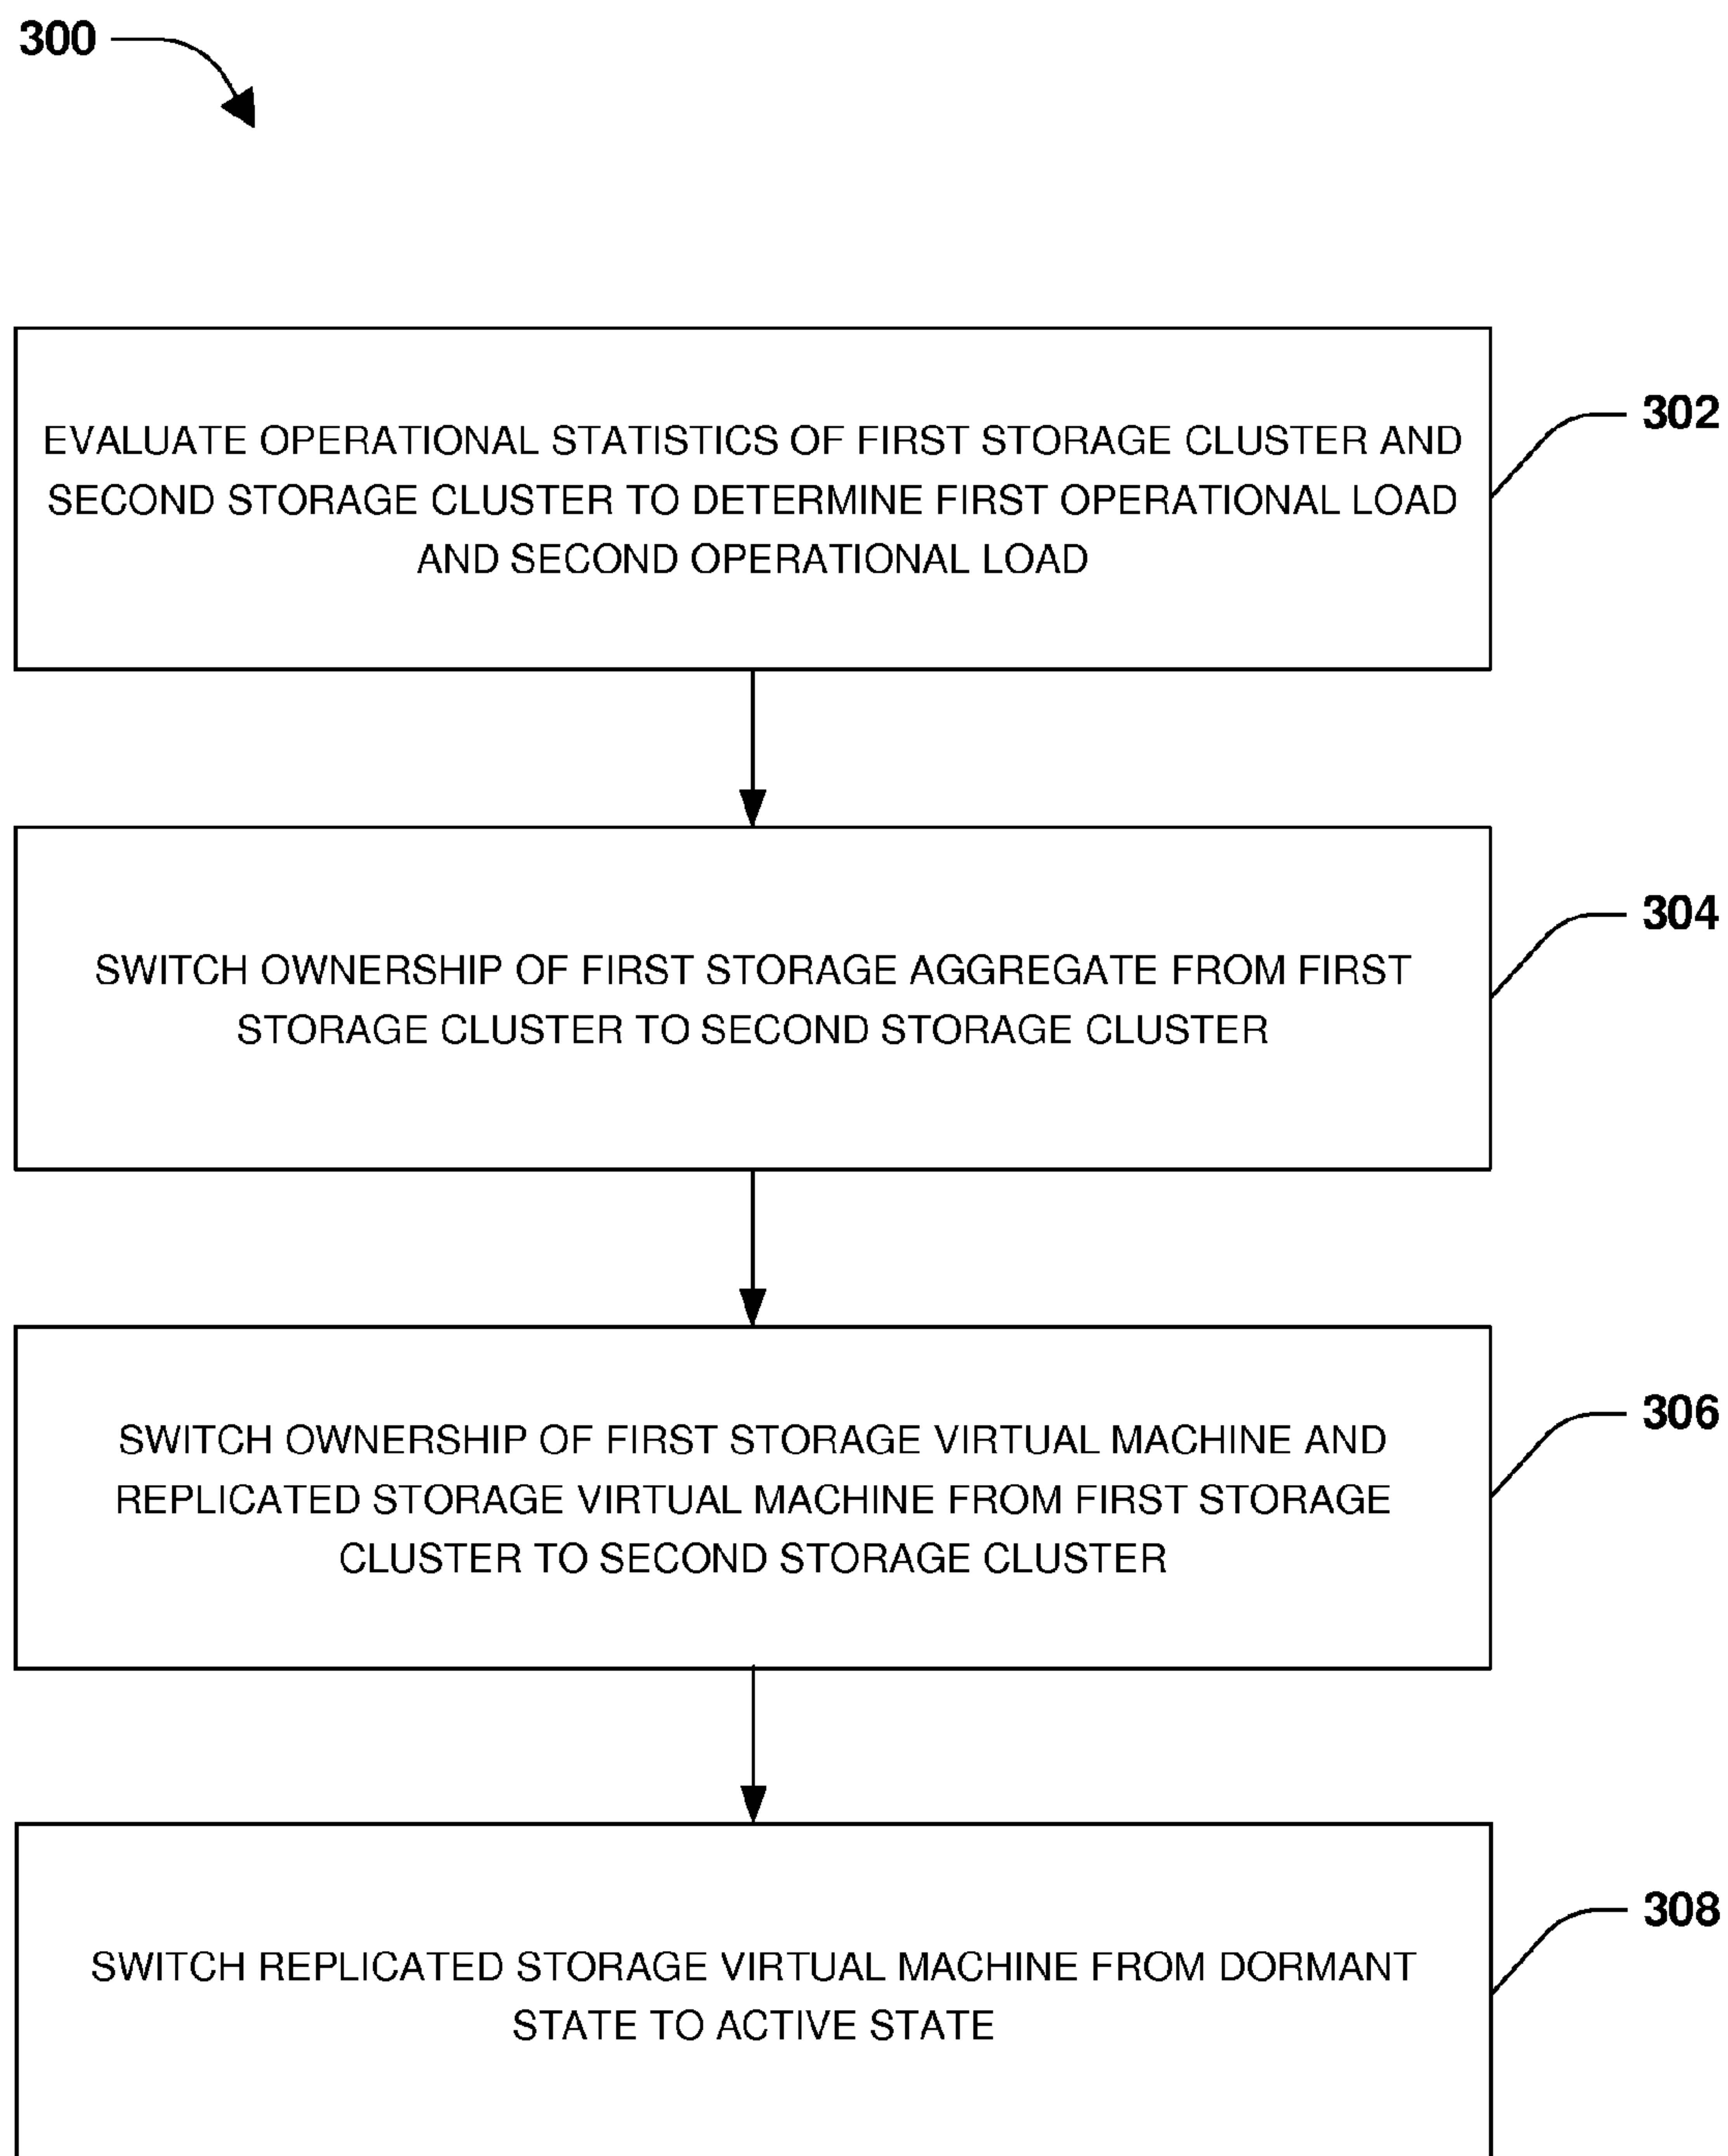 300
EVALUATE OPERATIONAL STATISTICS OF FIRST STORAGE CLUSTER AND
SECOND STORAGE CLUSTER TO DETERMINE FIRST OPERATIONAL LOAD
AND SECOND OPERATIONAL LOAD
302
SWITCH OWNERSHIP OF FIRST STORAGE AGGREGATE FROM FIRST
STORAGE CLUSTER TO SECOND STORAGE CLUSTER
304
SWITCH OWNERSHIP OF FIRST STORAGE VIRTUAL MACHINE AND
REPLICATED STORAGE VIRTUAL MACHINE FROM FIRST STORAGE
CLUSTER TO SECOND STORAGE CLUSTER
306
SWITCH REPLICATED STORAGE VIRTUAL MACHINE FROM DORMANT
STATE TO ACTIVE STATE
308